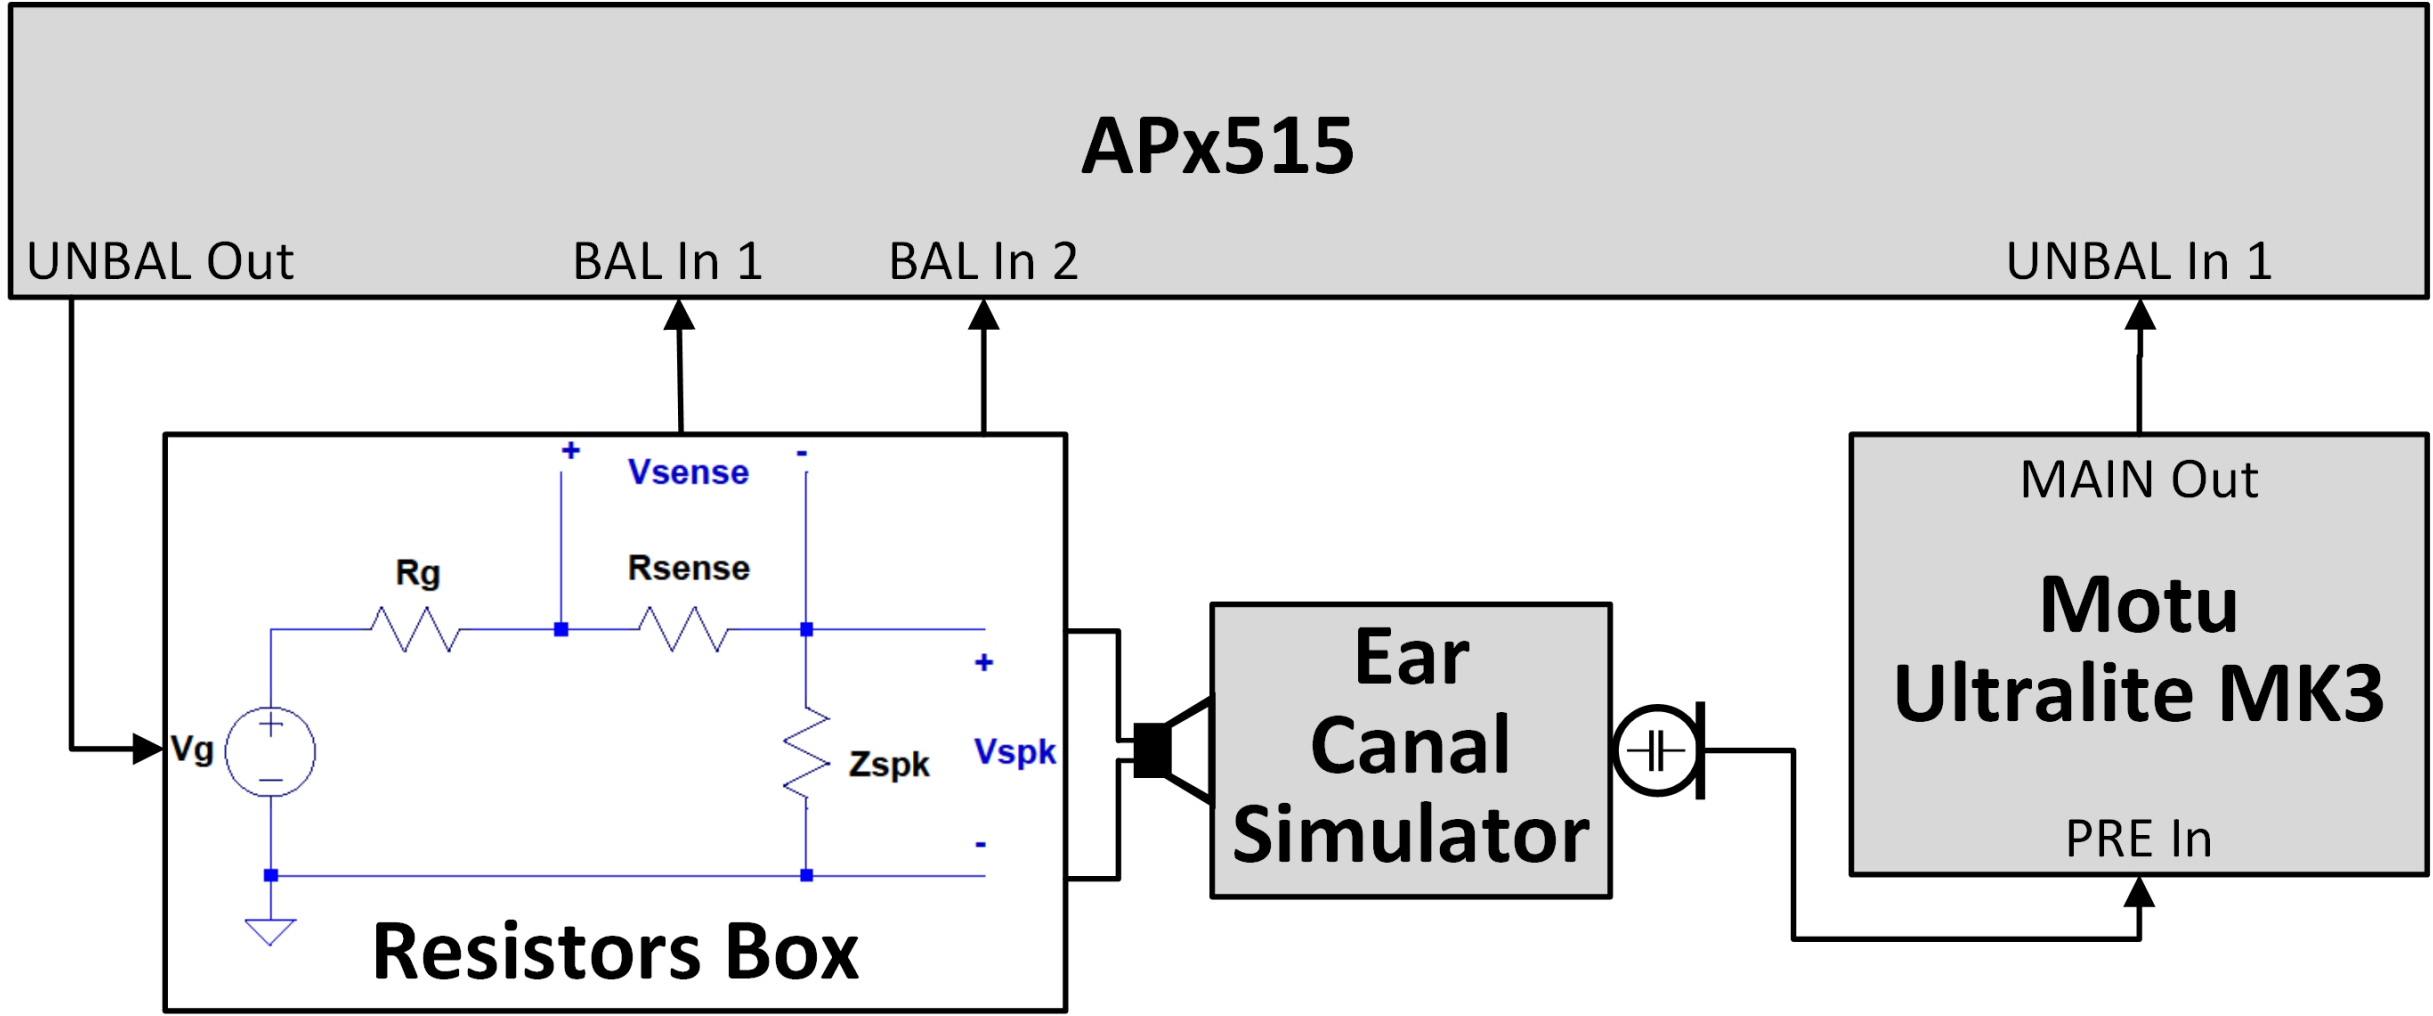 APx515
UNBAL Out
BAL In 1
BAL In 2
UNBAL In 1
+
Vsense
-
Rg
Rsense
+
Vg
Zspk
Vspk
-
Resistors Box
Ear
Canal
Simulator
MAIN Out
Motu
Ultralite MK3
PRE In